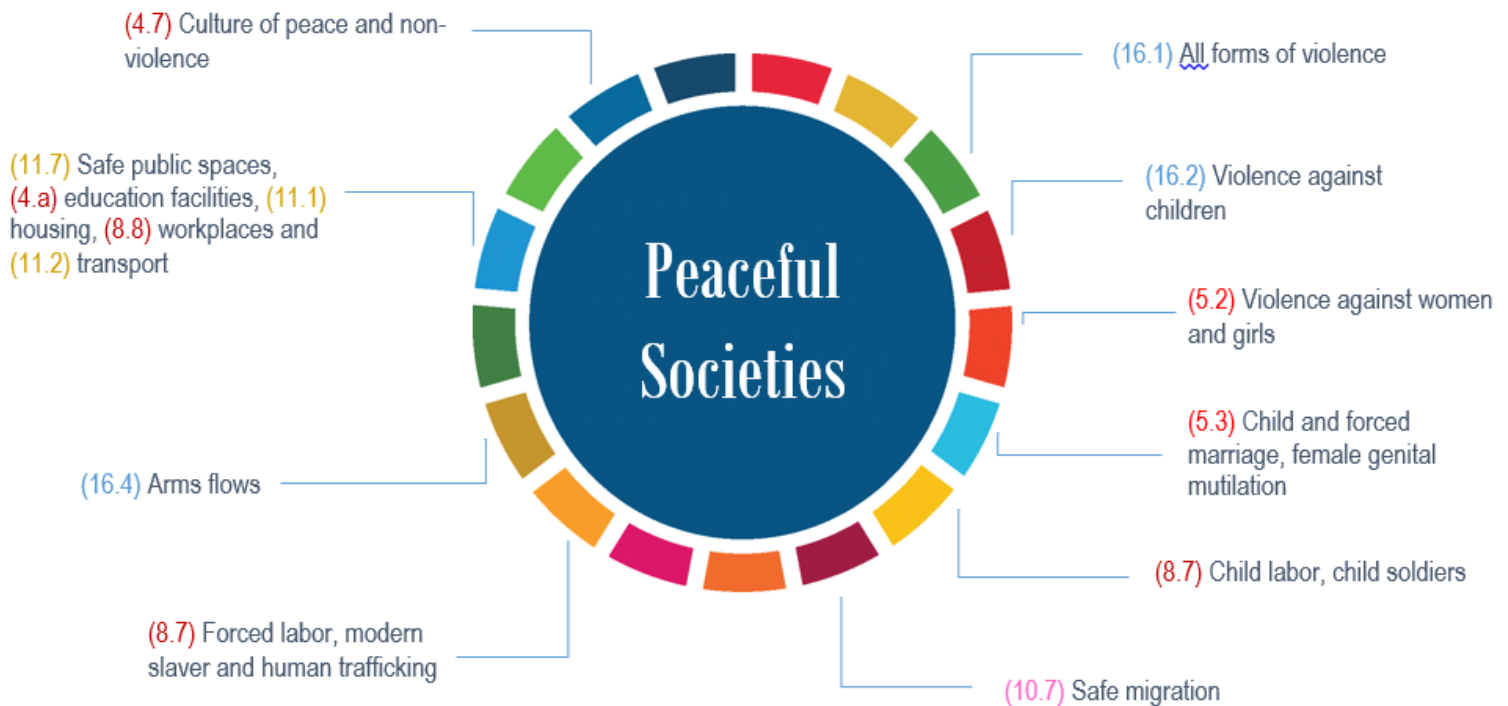 (4.7) Culture of peace and non-
violence
(16.1) All forms of violence
(11.7) Safe public spaces,
(4.a) education facilities, (11.1)
housing, (8.8) workplaces and
(11.2) transport
(16.2) Violence against
children
Peaceful
Societies
(5.2) Violence against women
and girls
(5.3) Child and forced
marriage, female genital
mutilation
(16.4) Arms flows
(8.7) Child labor, child soldiers
(8.7) Forced labor, modern
slaver and human trafficking
(10.7) Safe migration